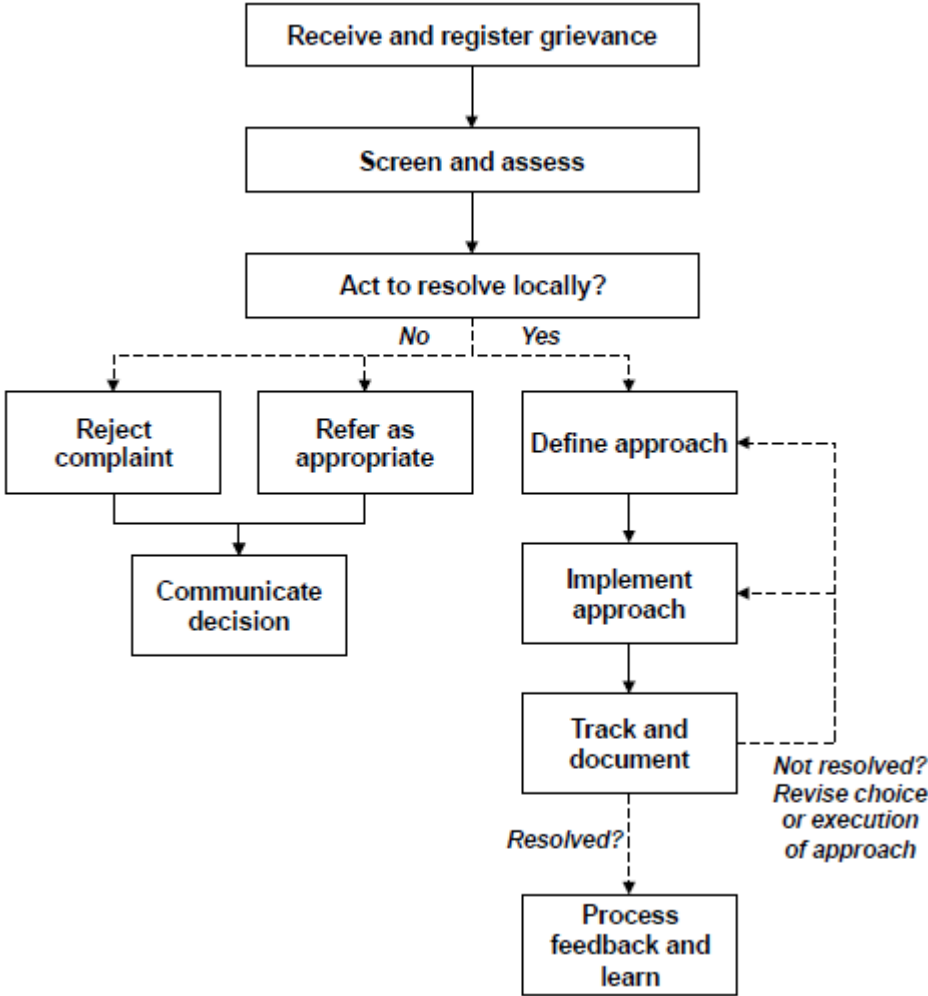 Receive and register grievance
Screen and assess
Act to resolve locally?
No
Yes
Reject
complaint
Refer as
appropriate
Define approach
Communicate
decision
Implement
approach
Track and
document
Not resolved?
Revise choice
or execution
of approach
Resolved?
Process
feedback and
learn